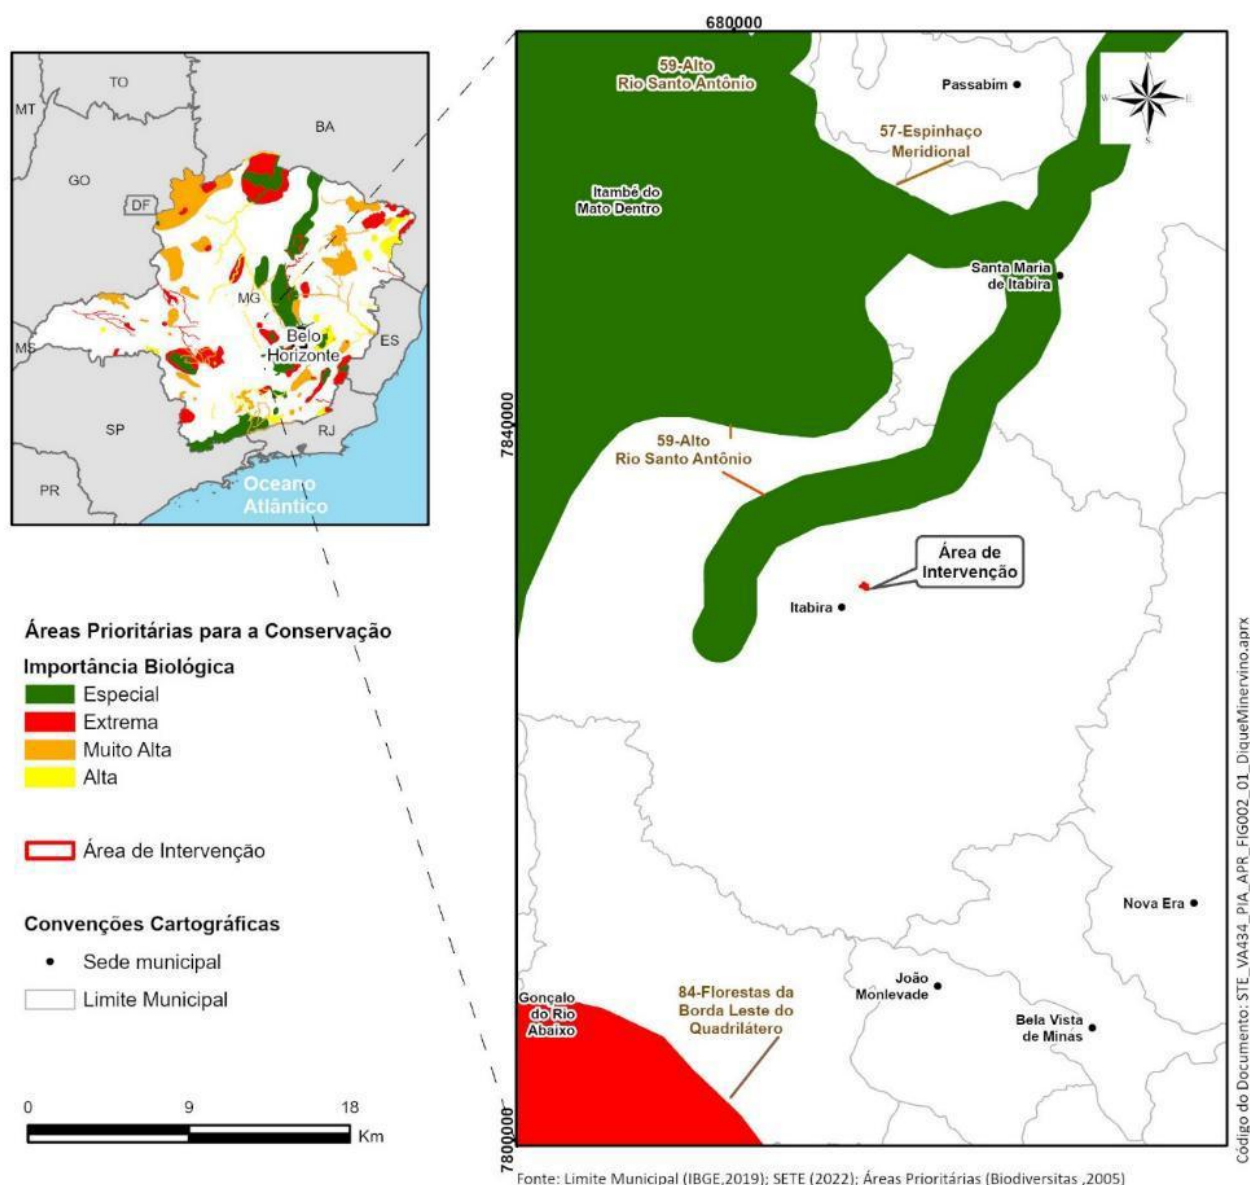 TO
MT
BA
GO
DF
MG
Belo
Horizonte
MS
ES
SP
RJ
PR
Oceano
Atlântico
Áreas Prioritárias para a Conservação
Importância Biológica
Especial
Extrema
Muito Alta
Alta
Área de Intervenção
Convenções Cartográficas
Sede municipal
Limite Municipal
0 9 18
Km
680000
7840000
7800000
59-Alto
Rio Santo Antônio
Passabim
N
W E
S
57-Espinhaço
Meridional
Itambé do
Mato Dentro
Santa Maria
de Itabira
59-Alto
Rio Santo Antônio
Área de
Intervenção
Itabira
Nova Era
João
Monlevade
Bela Vista
de Minas
84-Florestas da
Borda Leste do
Quadrilátero
Gonçalo
do Rio
Abaixo
Código do Documento: STE_VA434_PIA_APR_FIG002_01_DiqueMinervino.aprx
Fonte: Limite Municipal (IBGE,2019); SETE (2022); Áreas Prioritárias (Biodiversitas ,2005)